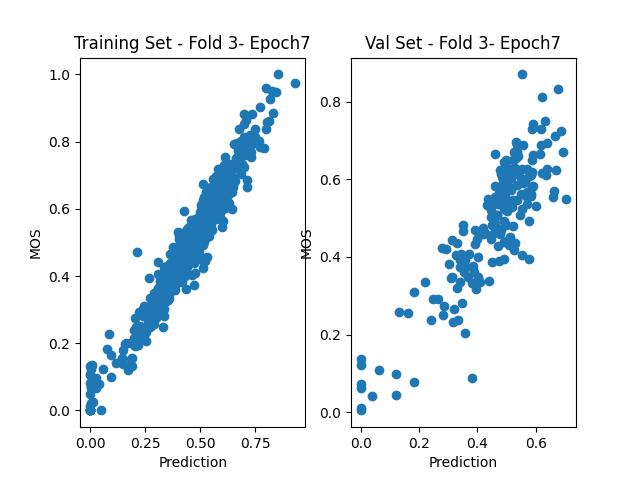 Training Set - Fold 3- Epoch7
MOS
1.0
0.8
0.6
0.4
0.2
0.0
0.00 0.25 0.50 0.75
Prediction
Val Set - Fold 3- Epoch7
MOS
0.8
0.6
0.4
0.2
0.0
0.0 0.2 0.4 0.6
Prediction